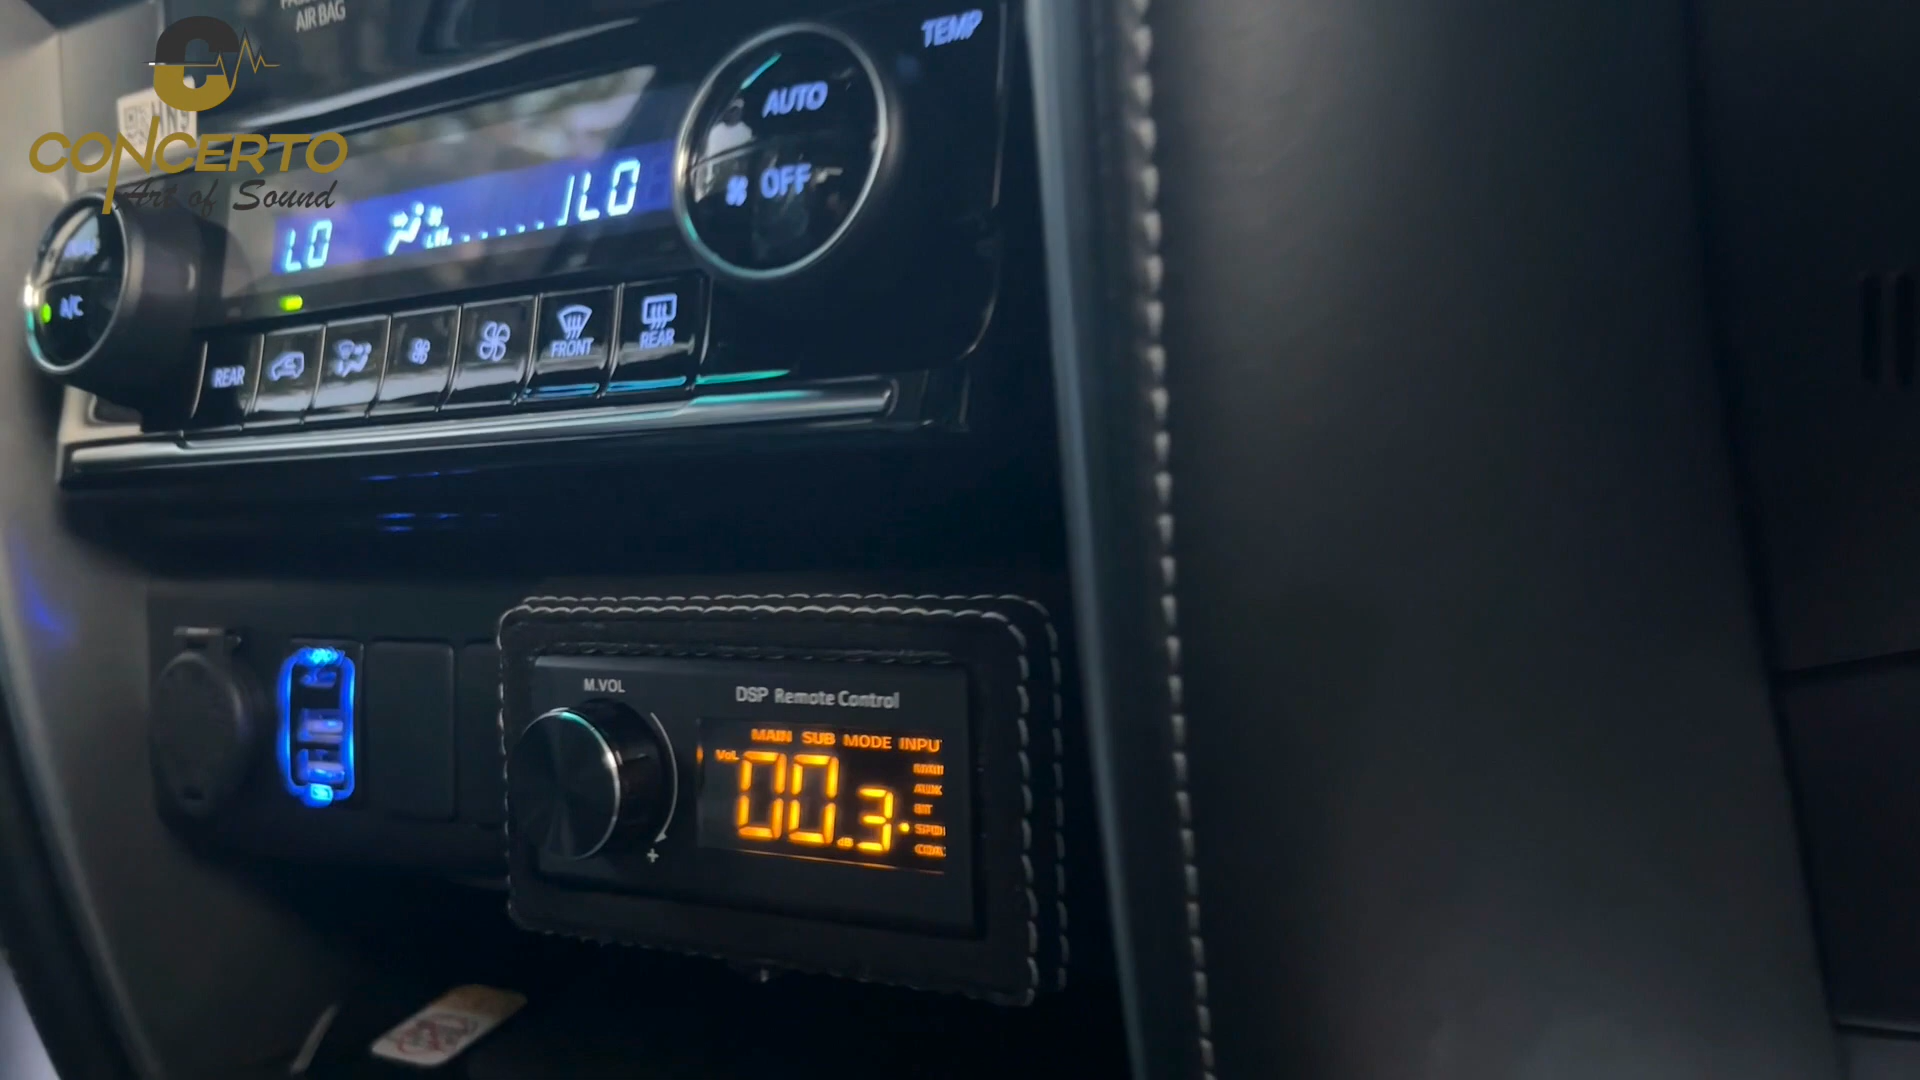 AIR BAG
CONCERTO
Art of Sound
TEMP
AUTO
OFF
LO
LO
A/C
REAR
FRONT
REAR
M.VOL
DSP Remote Control
MAIN SUB MODE INPU
VOL
00.3
dB
AUX
+